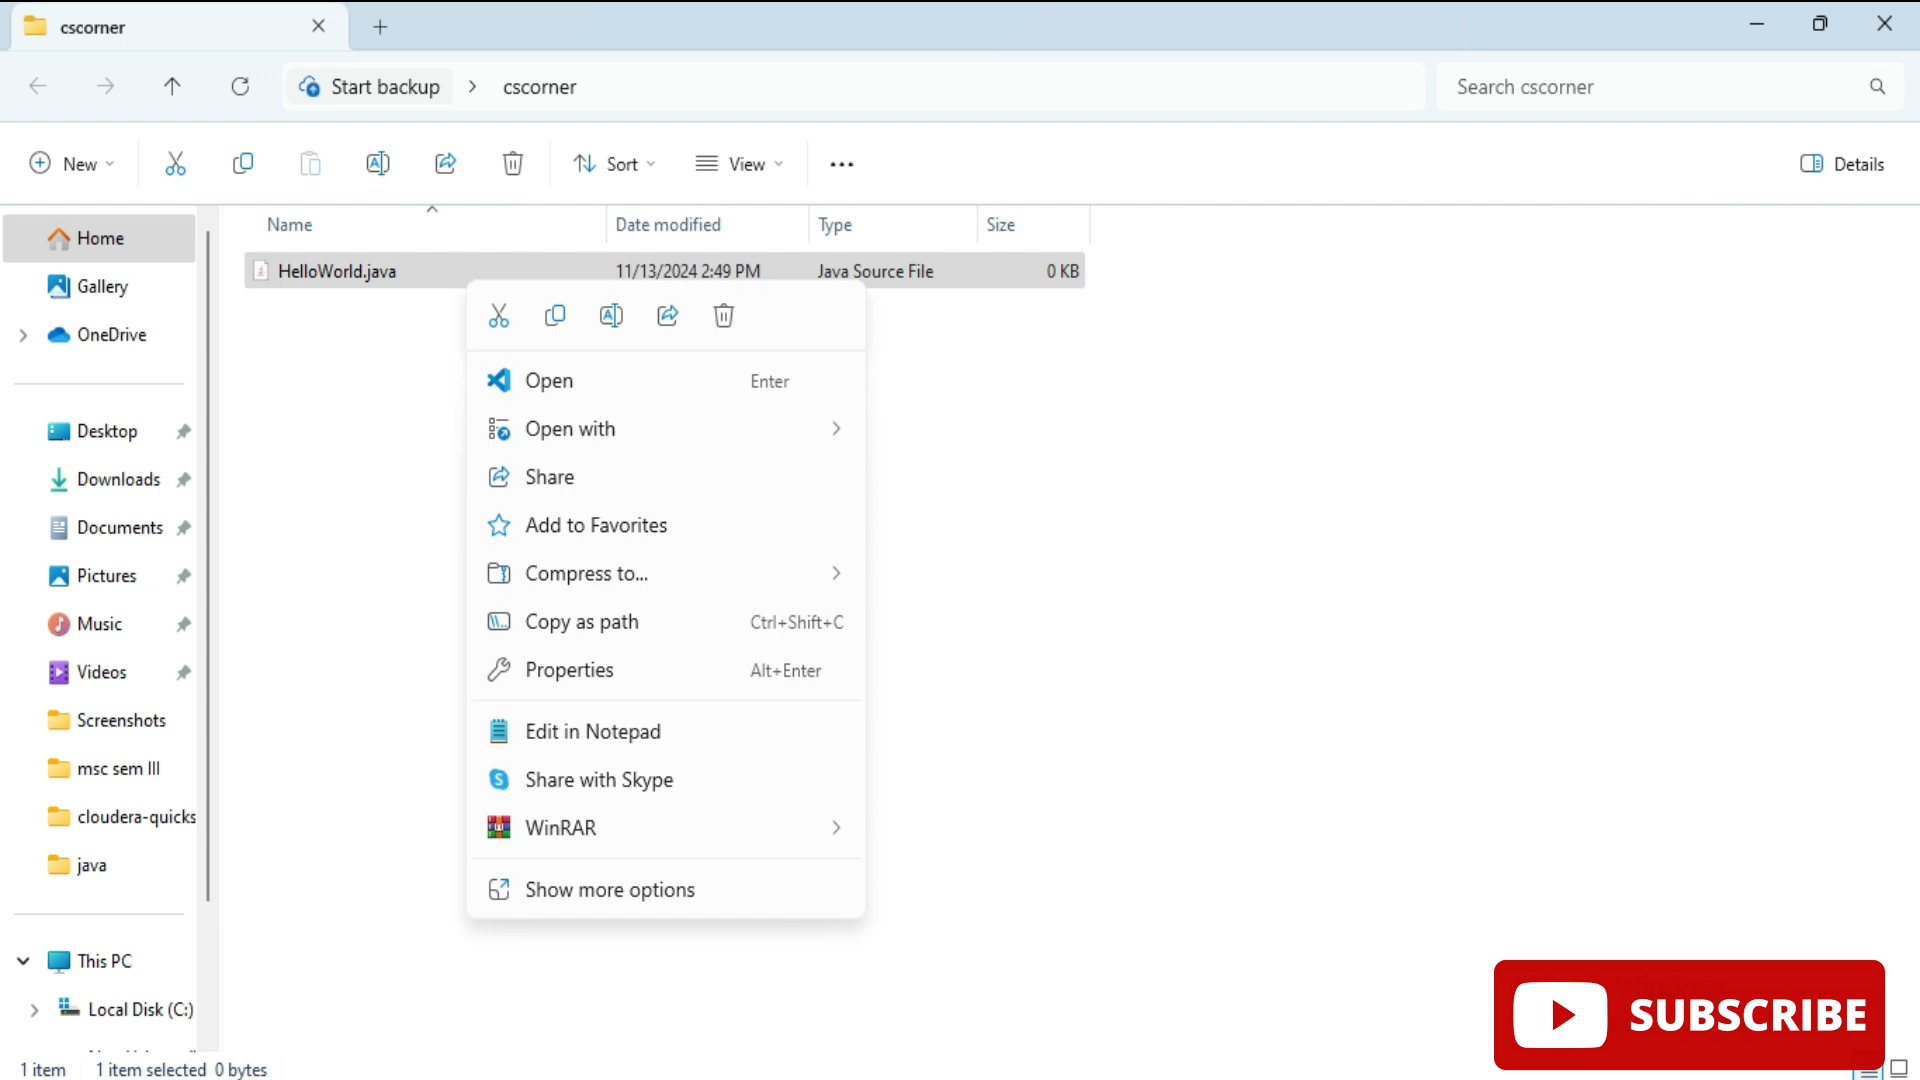 cscorner
Start backup > cscorner
Search cscorner
New
Sort
View
Details
Name Date modified Type Size
HelloWorld.java 11/13/2024 2:49 PM Java Source File 0 KB
Home
Gallery
OneDrive
Desktop
Downloads
Documents
Pictures
Music
Videos
Screenshots
msc sem III
cloudera-quicks
java
This PC
Local Disk (C:)
Open Enter
Open with
Share
Add to Favorites
Compress to...
Copy as path Ctrl+Shift+C
Properties Alt+Enter
Edit in Notepad
Share with Skype
WinRAR
Show more options
SUBSCRIBE
1 item 1 item selected 0 bytes